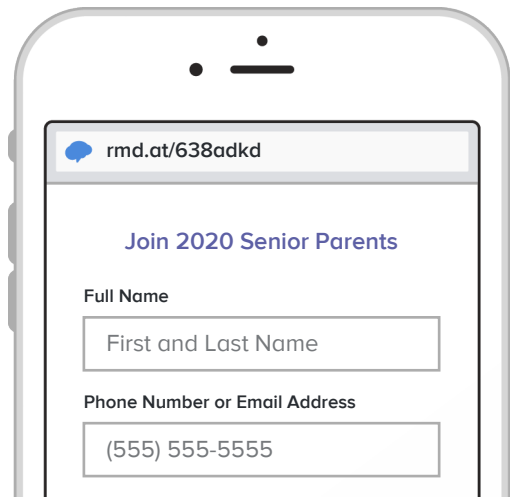 rmd.at/638adkd
Join 2020 Senior Parents
Full Name
First and Last Name
Phone Number or Email Address
(555) 555-5555